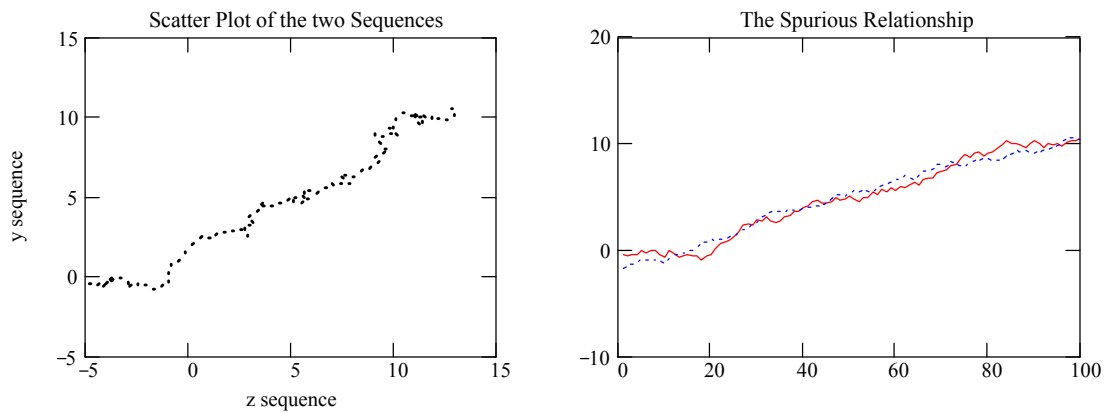 Scatter Plot of the two Sequences
15
10
5
0
−5
−5 0 5 10 15
y sequence
z sequence
The Spurious Relationship
20
10
0
−10
0 20 40 60 80 100